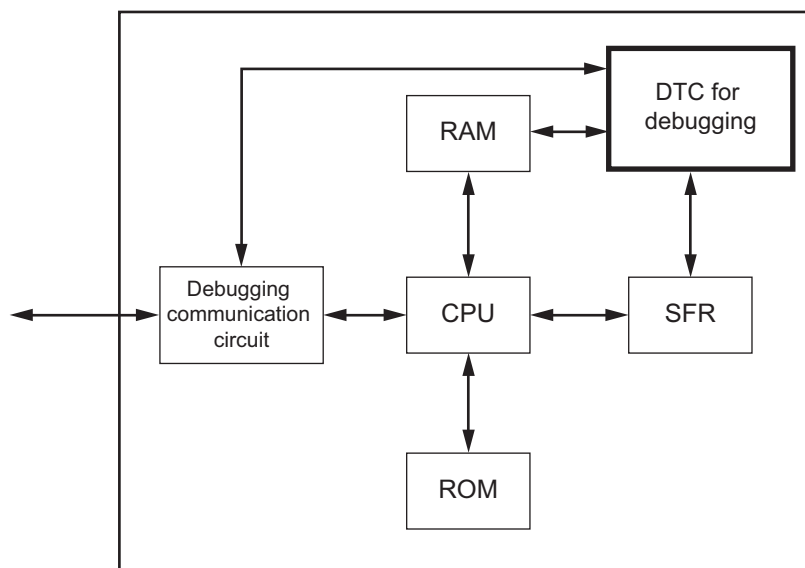 DTC for
debugging
RAM
Debugging
communication
circuit
CPU
SFR
ROM